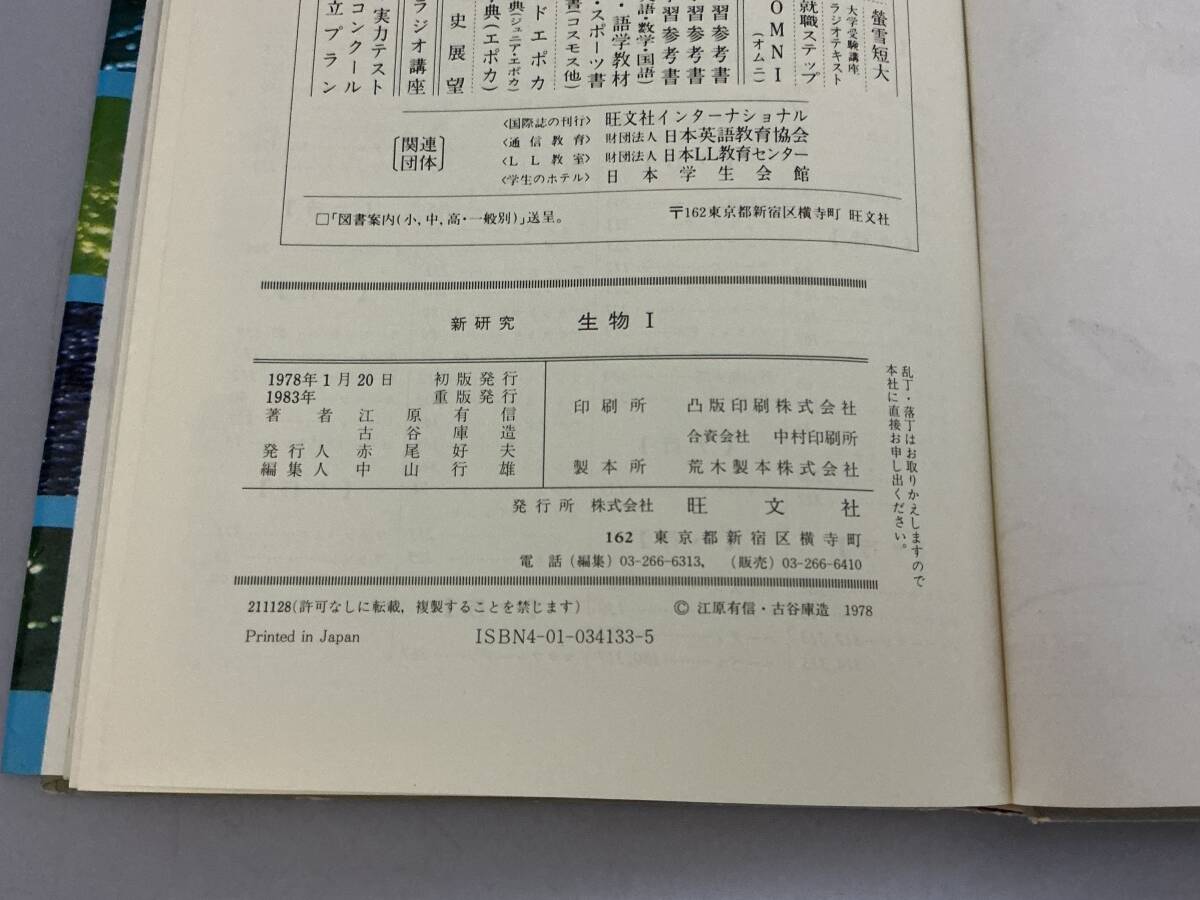 螢雪短大
大学受験講座
ラジオテキスト
就職ステップ
OMNI
(オムニ)
習参考書
習参考書
学習参考書
英語・数学・国語)
・語学教材
・スポーツ書
書(コスモス他)
ドエポカ
典(ジュニア・エポカ)
典(エポカ)
史展望
ラジオ講座
実力テスト
コンクール
立プラン
関連団体
〈国際誌の刊行〉 旺文社インターナショナル
〈通信教育〉 財団法人 日本英語教育協会
〈LL教室〉 財団法人 日本LL教育センター
〈学生のホテル〉 日本学生会館
□「図書案内(小,中,高・一般別)」送呈。 〒162東京都新宿区横寺町 旺文社
新研究 生物 I
1978年1月20日 初版発行
1983年 重版発行
著者 江原有信
古谷庫造
発行人 赤尾好夫
編集人 中山行雄
印刷所 凸版印刷株式会社
合資会社 中村印刷所
製本所 荒木製本株式会社
発行所 株式会社 旺文社
162 東京都新宿区横寺町
電話(編集)03-266-6313, (販売)03-266-6410
乱丁・落丁はお取りかえしますので
本社に直接お申し出ください。
211128(許可なしに転載,複製することを禁じます) © 江原有信・古谷庫造 1978
Printed in Japan ISBN4-01-034133-5